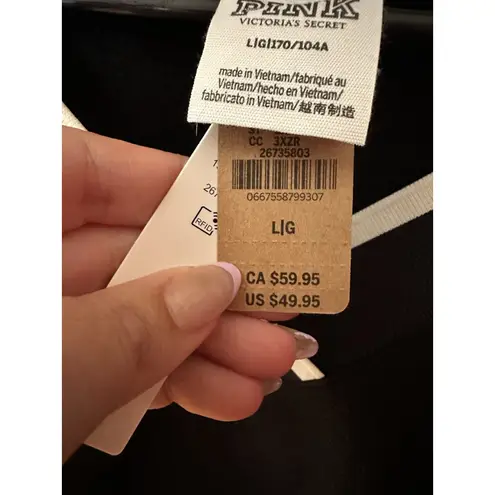 PINK
VICTORIA'S SECRET
L|G|170/104A
made in Vietnam/fabriqué au
Vietnam/hecho en Vietnam/
fabbricato in Vietnam/越南制造
CC 3XZR
26735803
0667558799307
L|G
CA $59.95
US $49.95
RFID